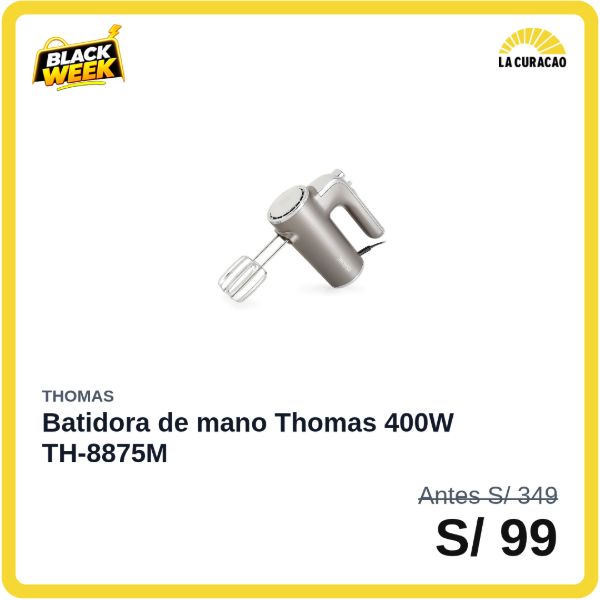 BLACK
WEEK
LA CURACAO
THOMAS
Batidora de mano Thomas 400W
TH-8875M
Antes S/ 349
S/ 99